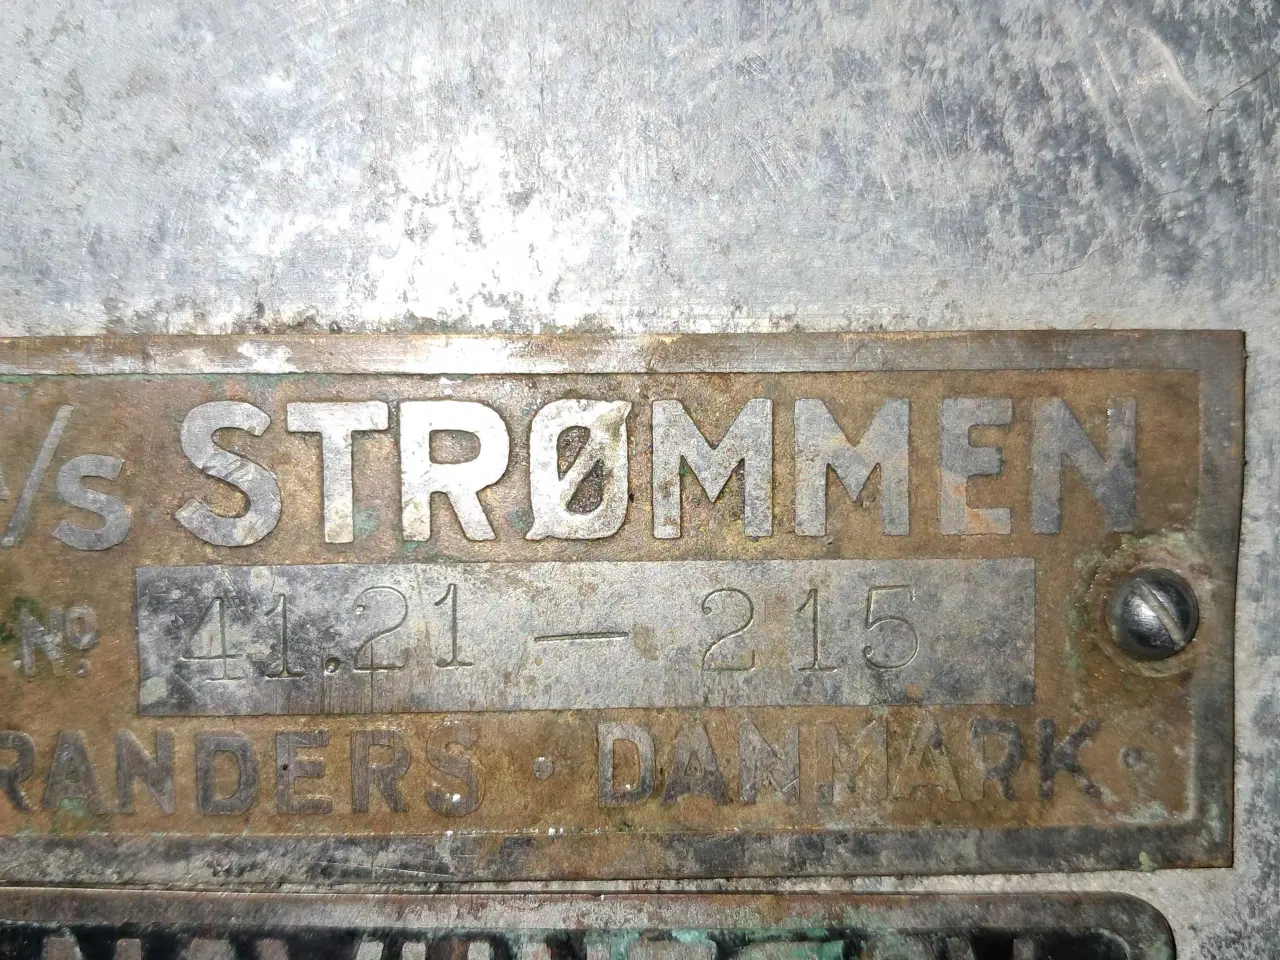 A/S STRØMMEN
No 41.21 — 215
RANDERS · DANMARK ·